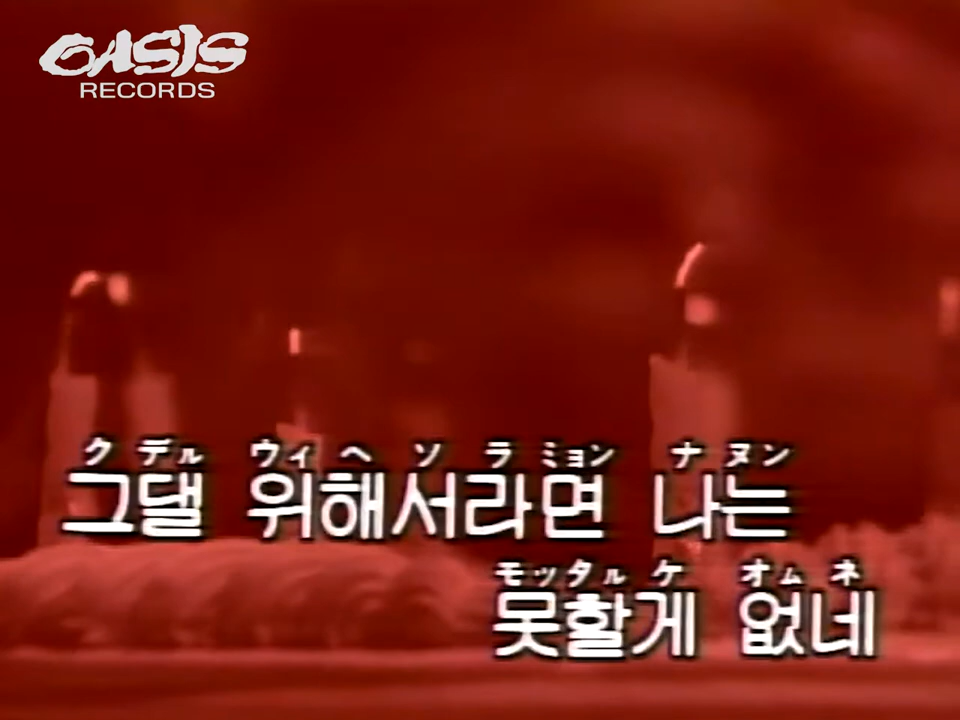 OASIS
RECORDS
ク デル ウィ ヘ ソ ラ ミョン ナ ヌン
그댈 위해서라면 나는
モッタル ケ オム ネ
못할게 없네